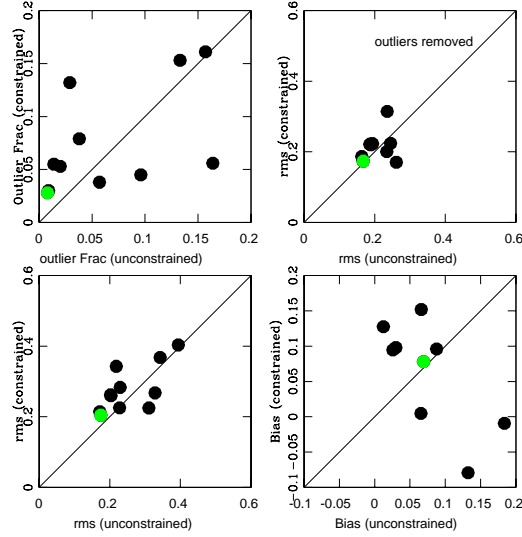 0.2
0.15
0.1
0.05
0
Outlier Frac (constrained)
0 0.05 0.1 0.15 0.2
outlier Frac (unconstrained)
outliers removed
0.6
0.4
0.2
0
rms (constrained)
0 0.2 0.4 0.6
rms (unconstrained)
0.6
0.4
0.2
0
rms (constrained)
0 0.2 0.4 0.6
rms (unconstrained)
0.2
0.15
0.1
0.05
0
-0.05
-0.1
Bias (constrained)
-0.1 -0.05 0 0.05 0.1 0.15 0.2
Bias (unconstrained)